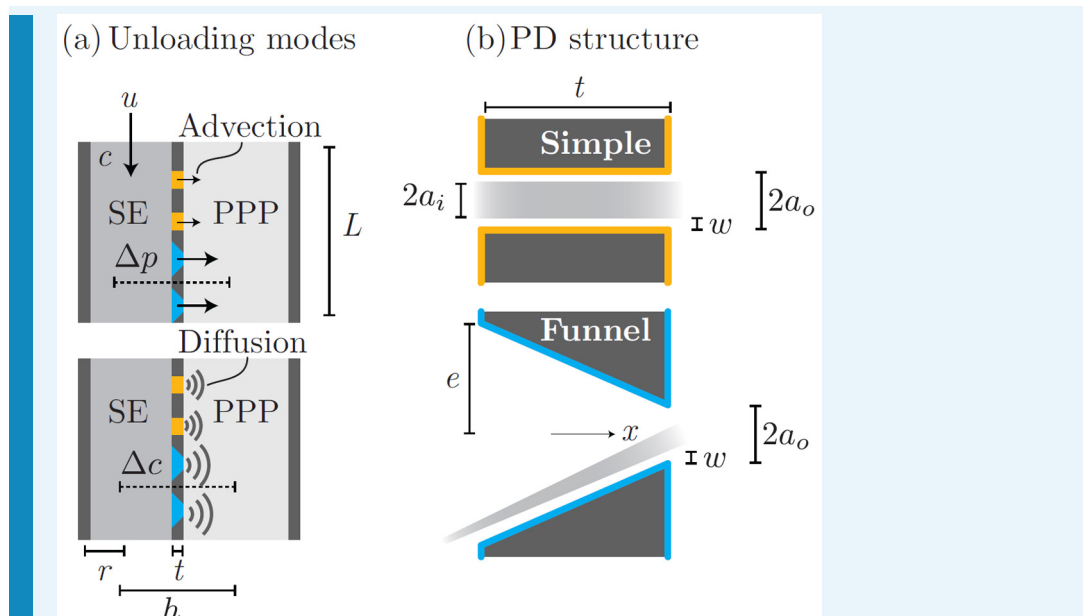 (a) Unloading modes
u
Advection
c
SE
PPP
L
Δp
Diffusion
SE
PPP
Δc
r
t
h
(b) PD structure
t
Simple
2a_i
2a_o
w
Funnel
e
x
2a_o
w